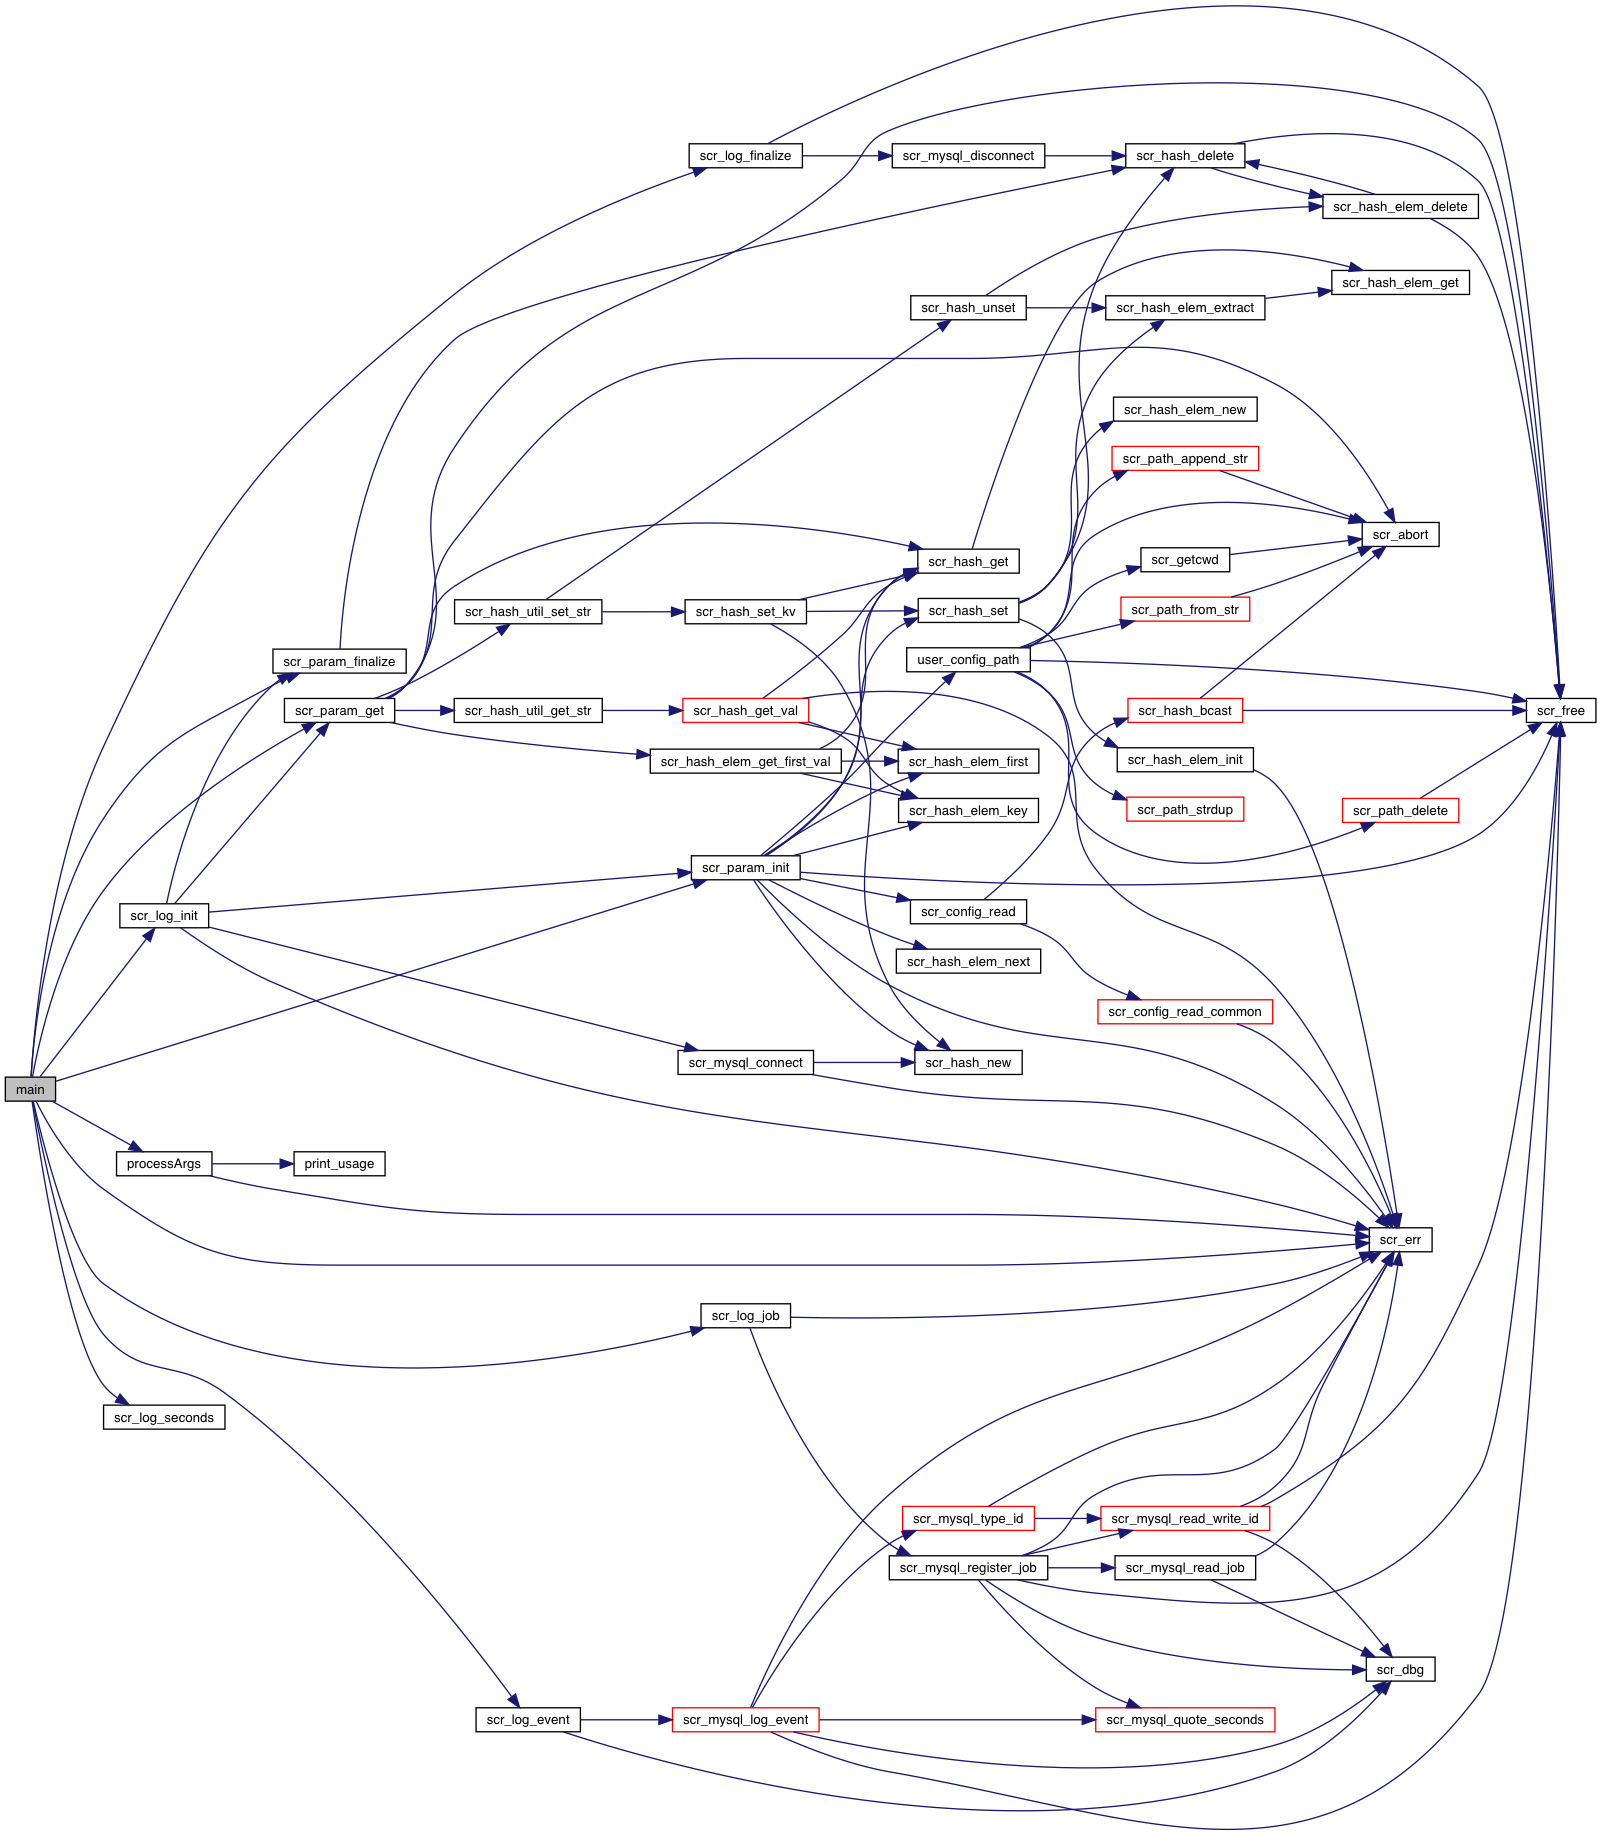 scr_log_finalize
scr_mysql_disconnect
scr_hash_delete
scr_hash_elem_delete
scr_hash_elem_get
scr_hash_unset
scr_hash_elem_extract
scr_hash_elem_new
scr_path_append_str
scr_abort
scr_hash_get
scr_getcwd
scr_hash_util_set_str
scr_hash_set_kv
scr_hash_set
scr_path_from_str
scr_param_finalize
user_config_path
scr_param_get
scr_hash_util_get_str
scr_hash_get_val
scr_hash_bcast
scr_free
scr_hash_elem_get_first_val
scr_hash_elem_first
scr_hash_elem_init
scr_hash_elem_key
scr_path_strdup
scr_path_delete
scr_param_init
scr_log_init
scr_config_read
scr_hash_elem_next
scr_config_read_common
scr_mysql_connect
scr_hash_new
main
processArgs
print_usage
scr_err
scr_log_job
scr_log_seconds
scr_mysql_type_id
scr_mysql_read_write_id
scr_mysql_register_job
scr_mysql_read_job
scr_dbg
scr_log_event
scr_mysql_log_event
scr_mysql_quote_seconds